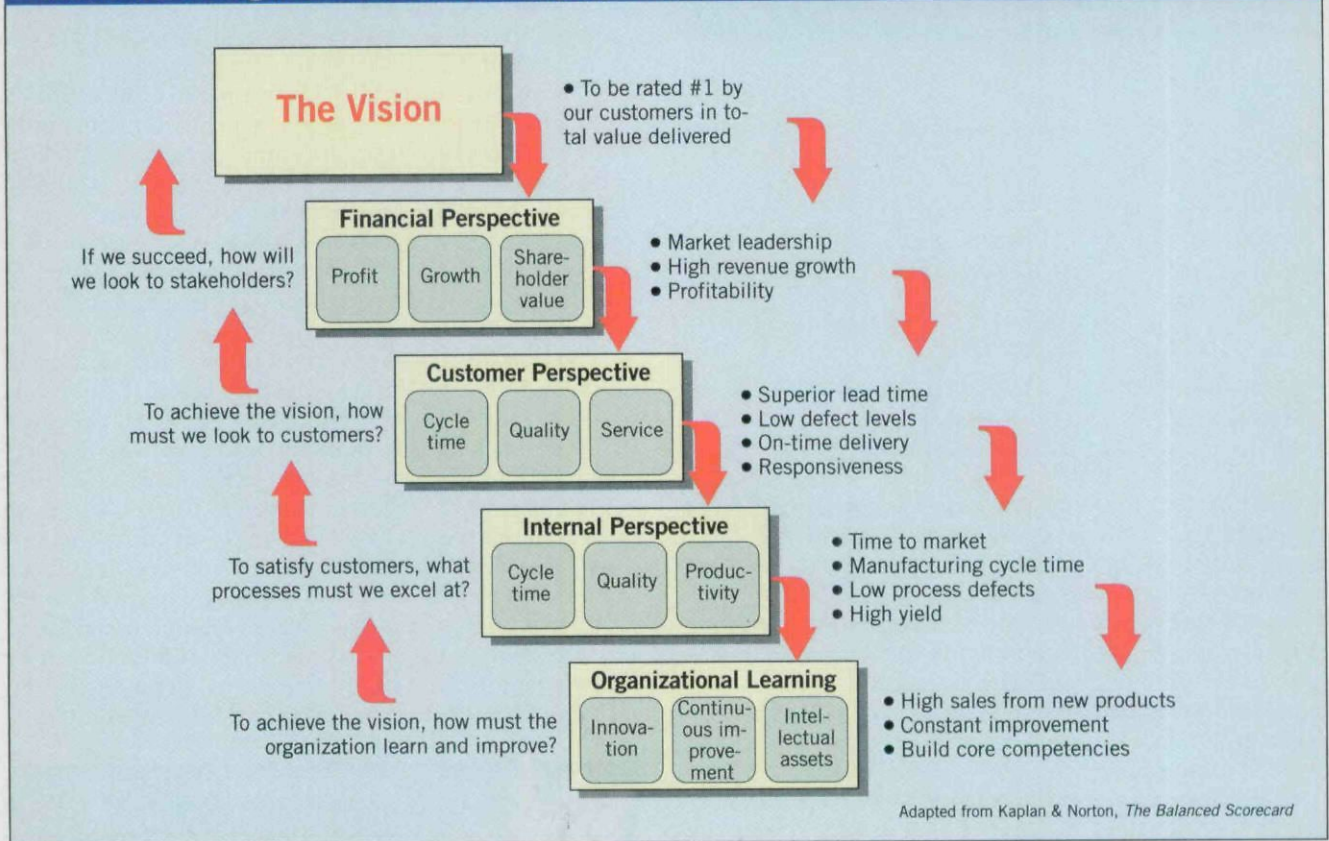 The Vision
• To be rated #1 by
our customers in to-
tal value delivered
If we succeed, how will
we look to stakeholders?
Financial Perspective
Profit
Growth
Share-
holder
value
• Market leadership
• High revenue growth
• Profitability
To achieve the vision, how
must we look to customers?
Customer Perspective
Cycle
time
Quality
Service
• Superior lead time
• Low defect levels
• On-time delivery
• Responsiveness
To satisfy customers, what
processes must we excel at?
Internal Perspective
Cycle
time
Quality
Produc-
tivity
• Time to market
• Manufacturing cycle time
• Low process defects
• High yield
To achieve the vision, how must the
organization learn and improve?
Organizational Learning
Innova-
tion
Continu-
ous im-
prove-
ment
Intel-
lectual
assets
• High sales from new products
• Constant improvement
• Build core competencies
Adapted from Kaplan & Norton, The Balanced Scorecard